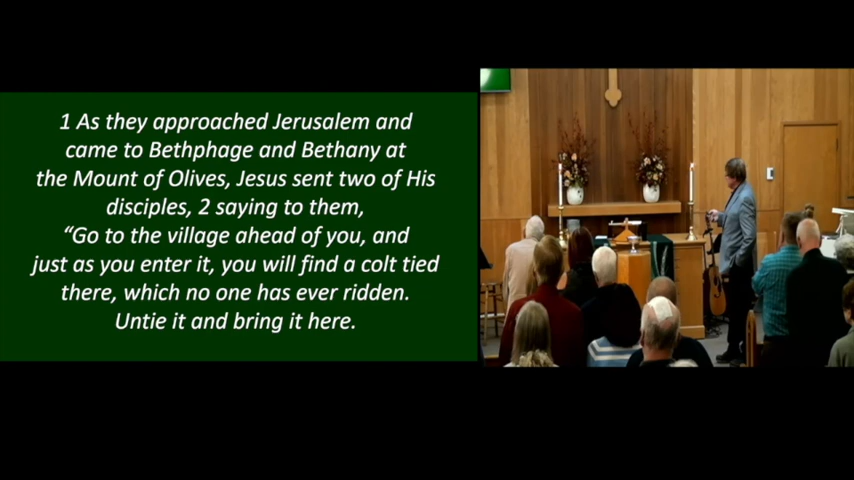 1 As they approached Jerusalem and
came to Bethphage and Bethany at
the Mount of Olives, Jesus sent two of His
disciples, 2 saying to them,
“Go to the village ahead of you, and
just as you enter it, you will find a colt tied
there, which no one has ever ridden.
Untie it and bring it here.